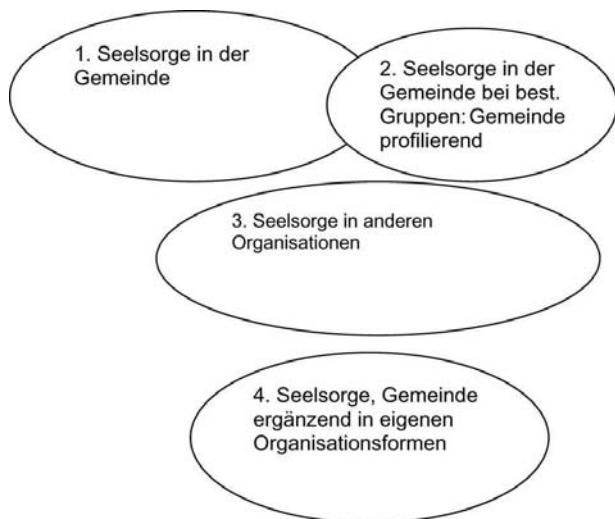 1. Seelsorge in der
Gemeinde
2. Seelsorge in der
Gemeinde bei best.
Gruppen: Gemeinde
profilierend
3. Seelsorge in anderen
Organisationen
4. Seelsorge, Gemeinde
ergänzend in eigenen
Organisationsformen